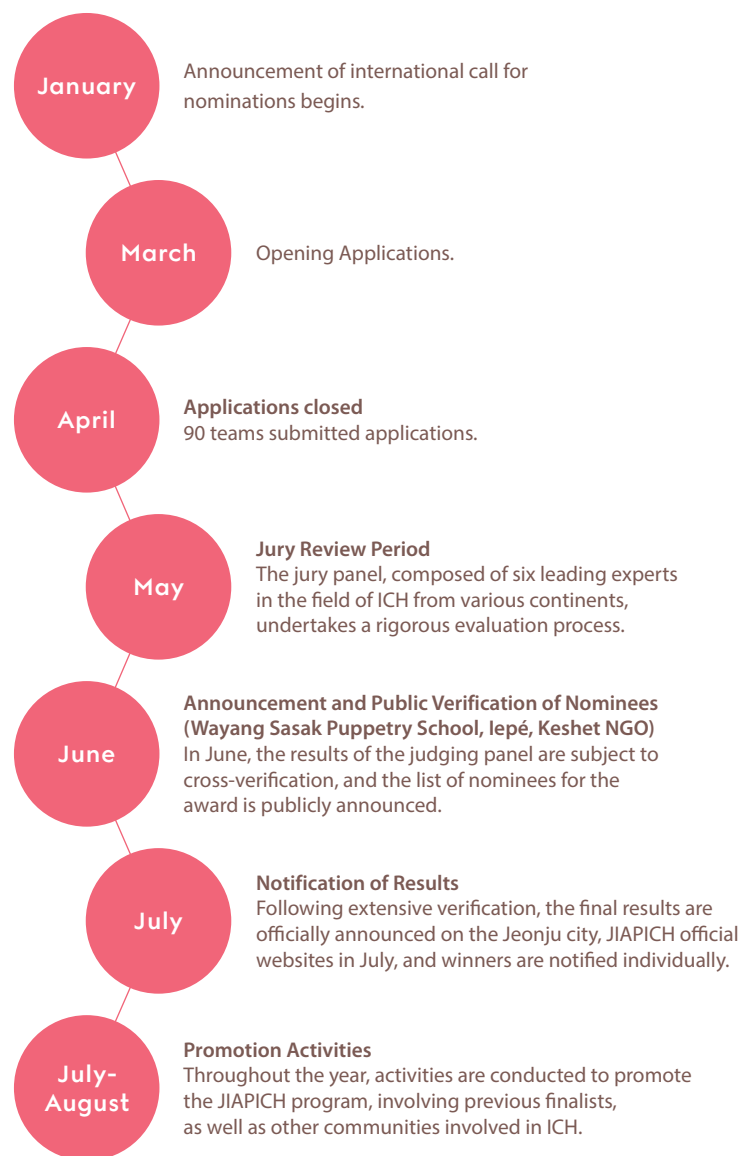 January
Announcement of international call for
nominations begins.
March
Opening Applications.
April
Applications closed
90 teams submitted applications.
May
Jury Review Period
The jury panel, composed of six leading experts
in the field of ICH from various continents,
undertakes a rigorous evaluation process.
June
Announcement and Public Verification of Nominees
(Wayang Sasak Puppetry School, Iepé, Keshet NGO)
In June, the results of the judging panel are subject to
cross-verification, and the list of nominees for the
award is publicly announced.
July
Notification of Results
Following extensive verification, the final results are
officially announced on the Jeonju city, JIAPICH official
websites in July, and winners are notified individually.
July-
August
Promotion Activities
Throughout the year, activities are conducted to promote
the JIAPICH program, involving previous finalists,
as well as other communities involved in ICH.